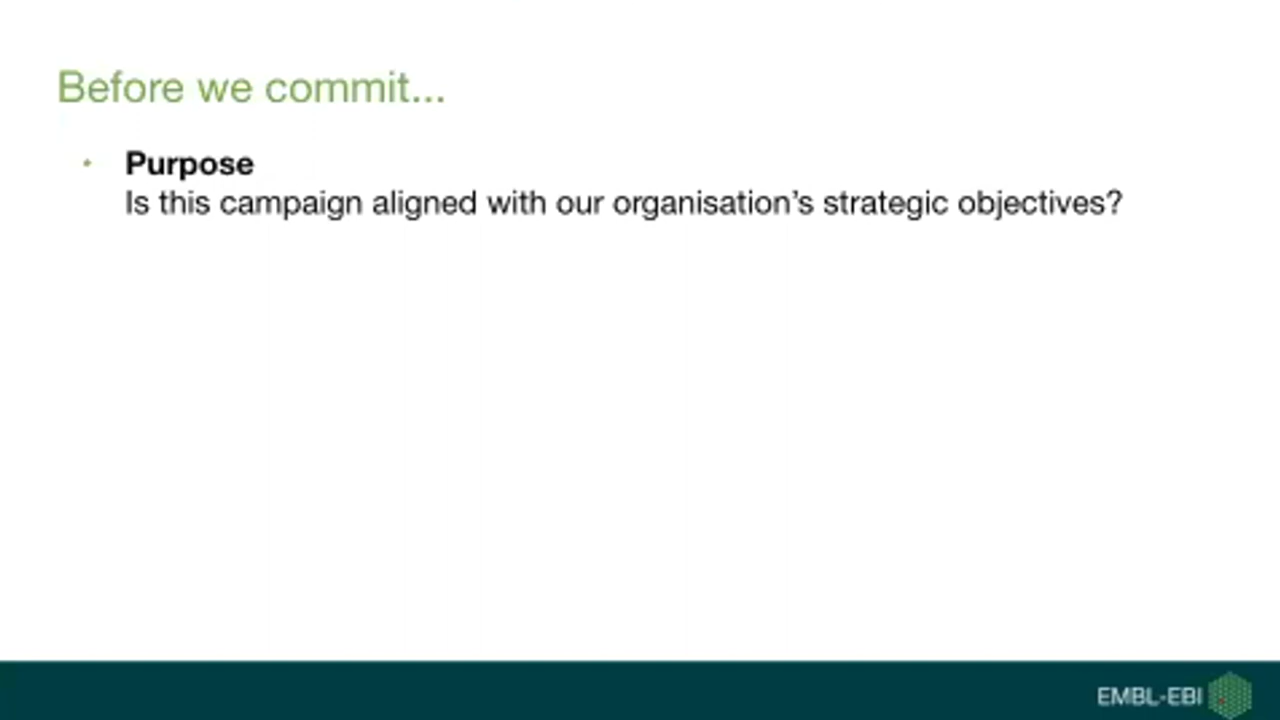 Before we commit...
• Purpose
Is this campaign aligned with our organisation's strategic objectives?
EMBL-EBI